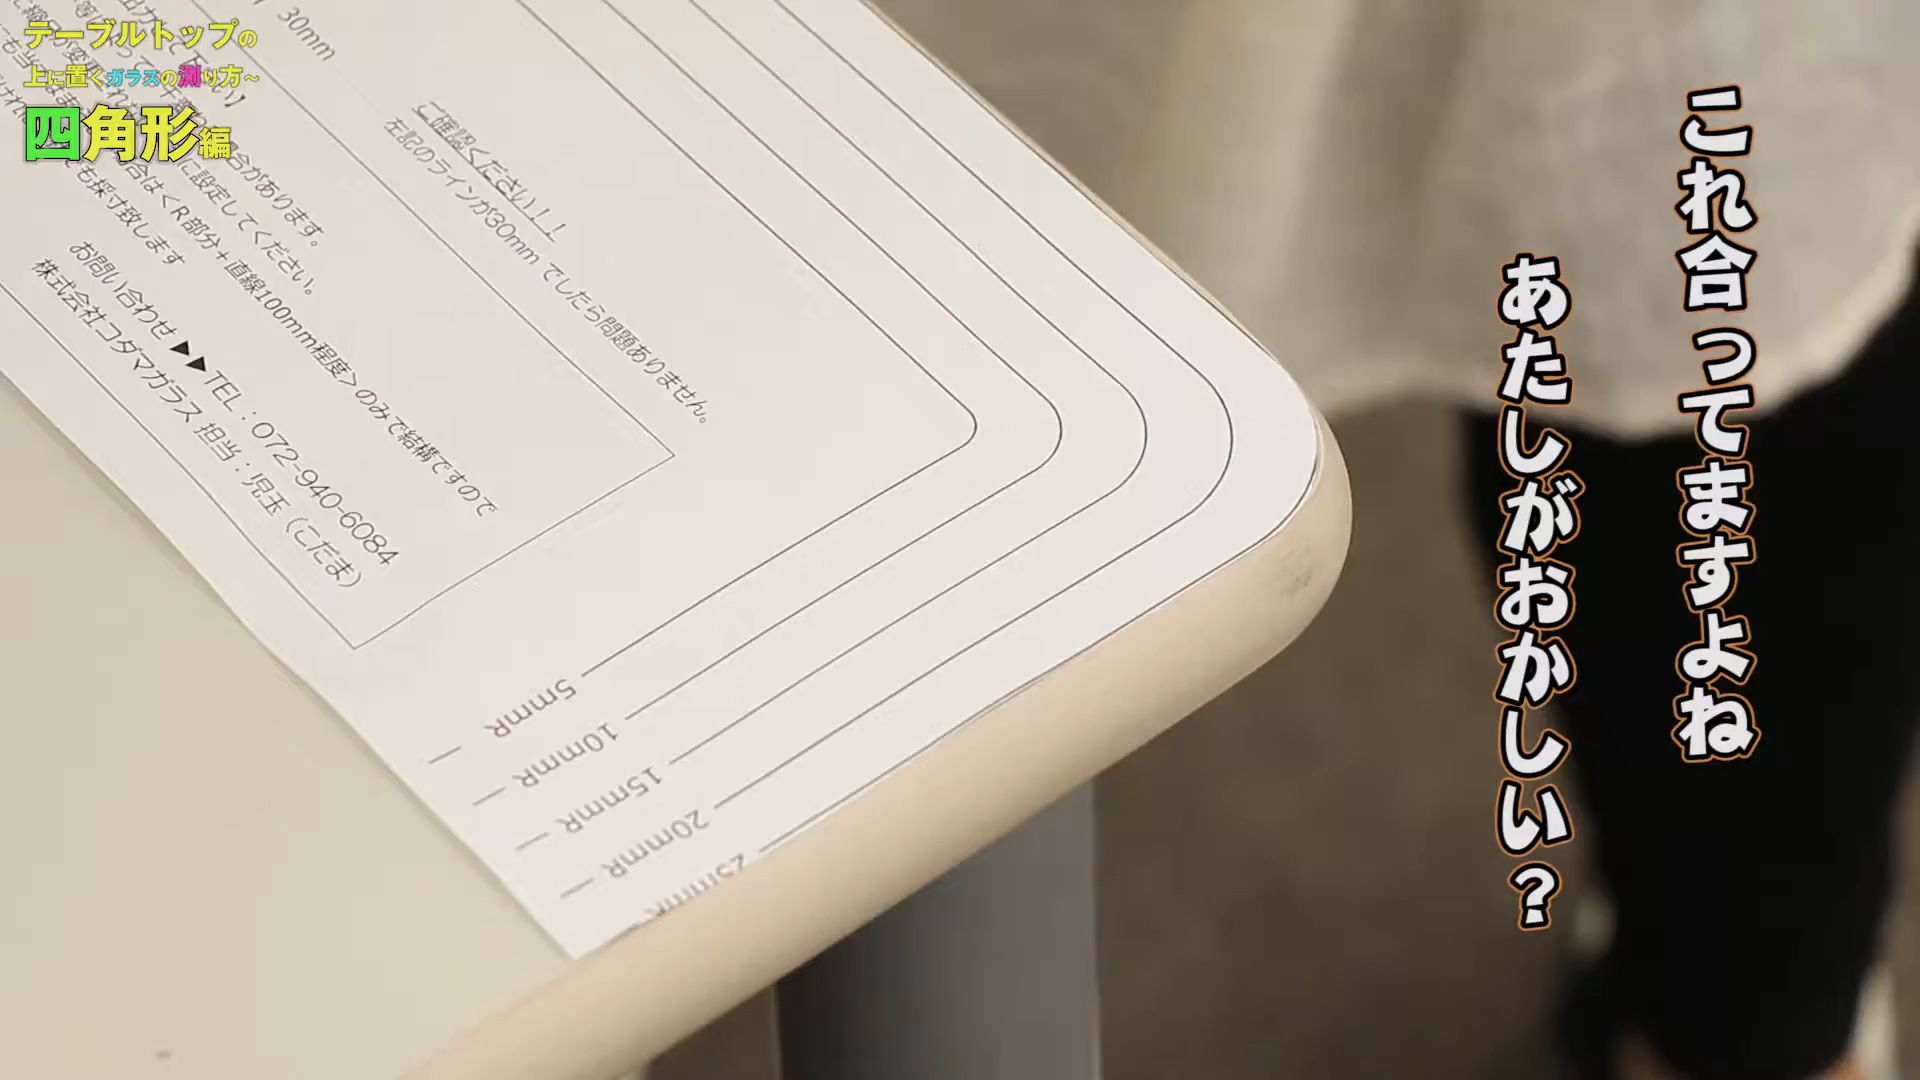 テーブルトップの
上に置くガラスの測り方～
四角形編
これ合ってますよね
あたしがおかしい？
30mm
ご確認ください！！
左記のラインが30mm でしたら問題ありません。
合があります。
に設定してください。
合はくR部分+直線100mm程度>のみで結構ですので
も採寸致します
お問い合わせ ▶▶ TEL：072-940-6084
株式会社コダマガラス 担当：児玉（こだま）
5mmR
10mmR
15mmR
20mmR
25mmR